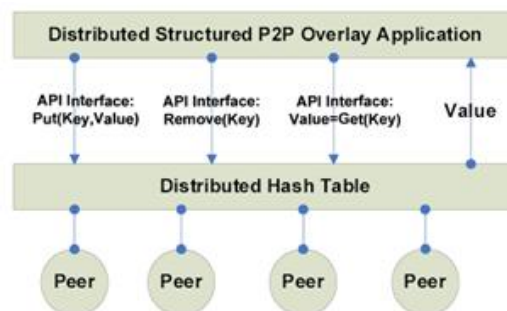 Distributed Structured P2P Overlay Application
API Interface:
Put(Key,Value)
API Interface:
Remove(Key)
API Interface:
Value=Get(Key)
Value
Distributed Hash Table
Peer
Peer
Peer
Peer